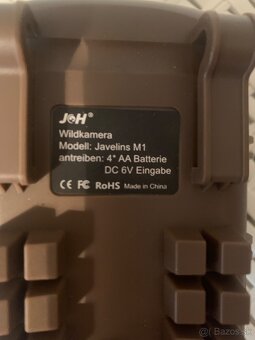 J&H®
Wildkamera
Modell: Javelins M1
antreiben: 4* AA Batterie
DC 6V Eingabe
CE FC RoHS Made in China
Bazos.sk